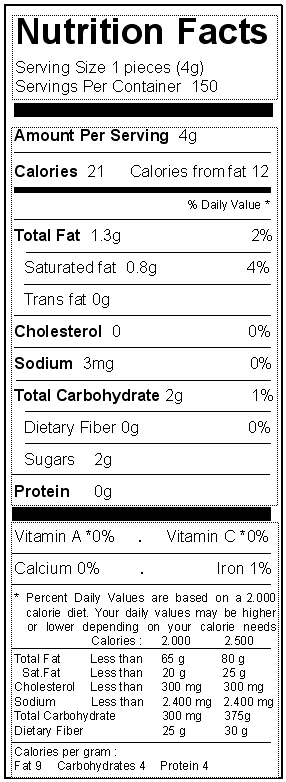 Nutrition Facts
Serving Size 1 pieces (4g)
Servings Per Container 150
Amount Per Serving 4g
Calories 21 Calories from fat 12
% Daily Value *
Total Fat 1.3g 2%
Saturated fat 0.8g 4%
Trans fat 0g
Cholesterol 0 0%
Sodium 3mg 0%
Total Carbohydrate 2g 1%
Dietary Fiber 0g 0%
Sugars 2g
Protein 0g
Vitamin A *0% . Vitamin C *0%
Calcium 0% . Iron 1%
* Percent Daily Values are based on a 2.000
calorie diet. Your daily values may be higher
or lower depending on your calorie needs
Calories : 2.000 2.500
Total Fat Less than 65 g 80 g
Sat.Fat Less than 20 g 25 g
Cholesterol Less than 300 mg 300 mg
Sodium Less than 2.400 mg 2.400 mg
Total Carbohydrate 300 mg 375g
Dietary Fiber 25 g 30 g
Calories per gram :
Fat 9 Carbohydrates 4 Protein 4